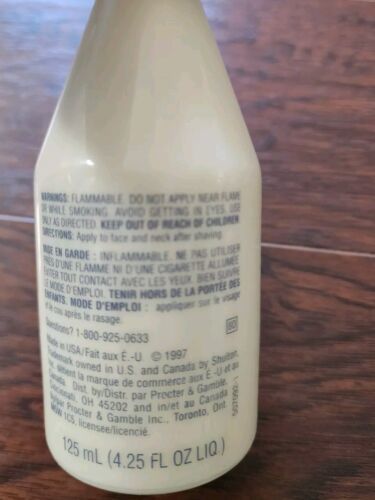 WARNINGS: FLAMMABLE. DO NOT APPLY NEAR FLAME
OR WHILE SMOKING. AVOID GETTING IN EYES. USE
ONLY AS DIRECTED. KEEP OUT OF REACH OF CHILDREN
DIRECTIONS: Apply to face and neck after shaving.
MISE EN GARDE : INFLAMMABLE. NE PAS UTILISER
PRÈS D'UNE FLAMME NI D'UNE CIGARETTE ALLUMÉE
ÉVITER TOUT CONTACT AVEC LES YEUX. BIEN SUIVRE
LE MODE D'EMPLOI. TENIR HORS DE LA PORTÉE DES
ENFANTS. MODE D'EMPLOI : appliquer sur le visage
et le cou après le rasage.
Questions? 1-800-925-0633
Made in USA/Fait aux É.-U. © 1997
Trademark owned in U.S. and Canada by Shulton,
Inc. détient la marque de commerce aux É.-U et au
Canada. Dist. by/Distr. par Procter & Gamble,
Cincinnati, OH 45202 and in/et au Canada
par Procter & Gamble Inc., Toronto, Ont.
M5W 1C5, licensee/licencié.
125 mL (4.25 FL OZ LIQ.)